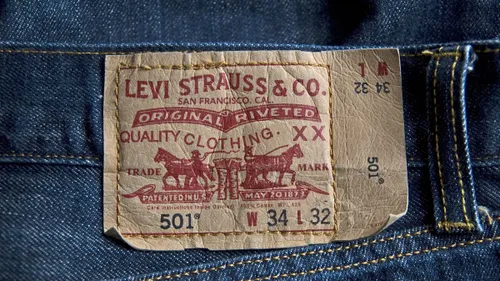 LEVI STRAUSS & CO.
SAN FRANCISCO, CAL.
ORIGINAL RIVETED
QUALITY CLOTHING. XX
TRADE MARK
PATENTED IN U.S. MAY 20 1873
501®
W 34 L 32
W L
34 32
501®